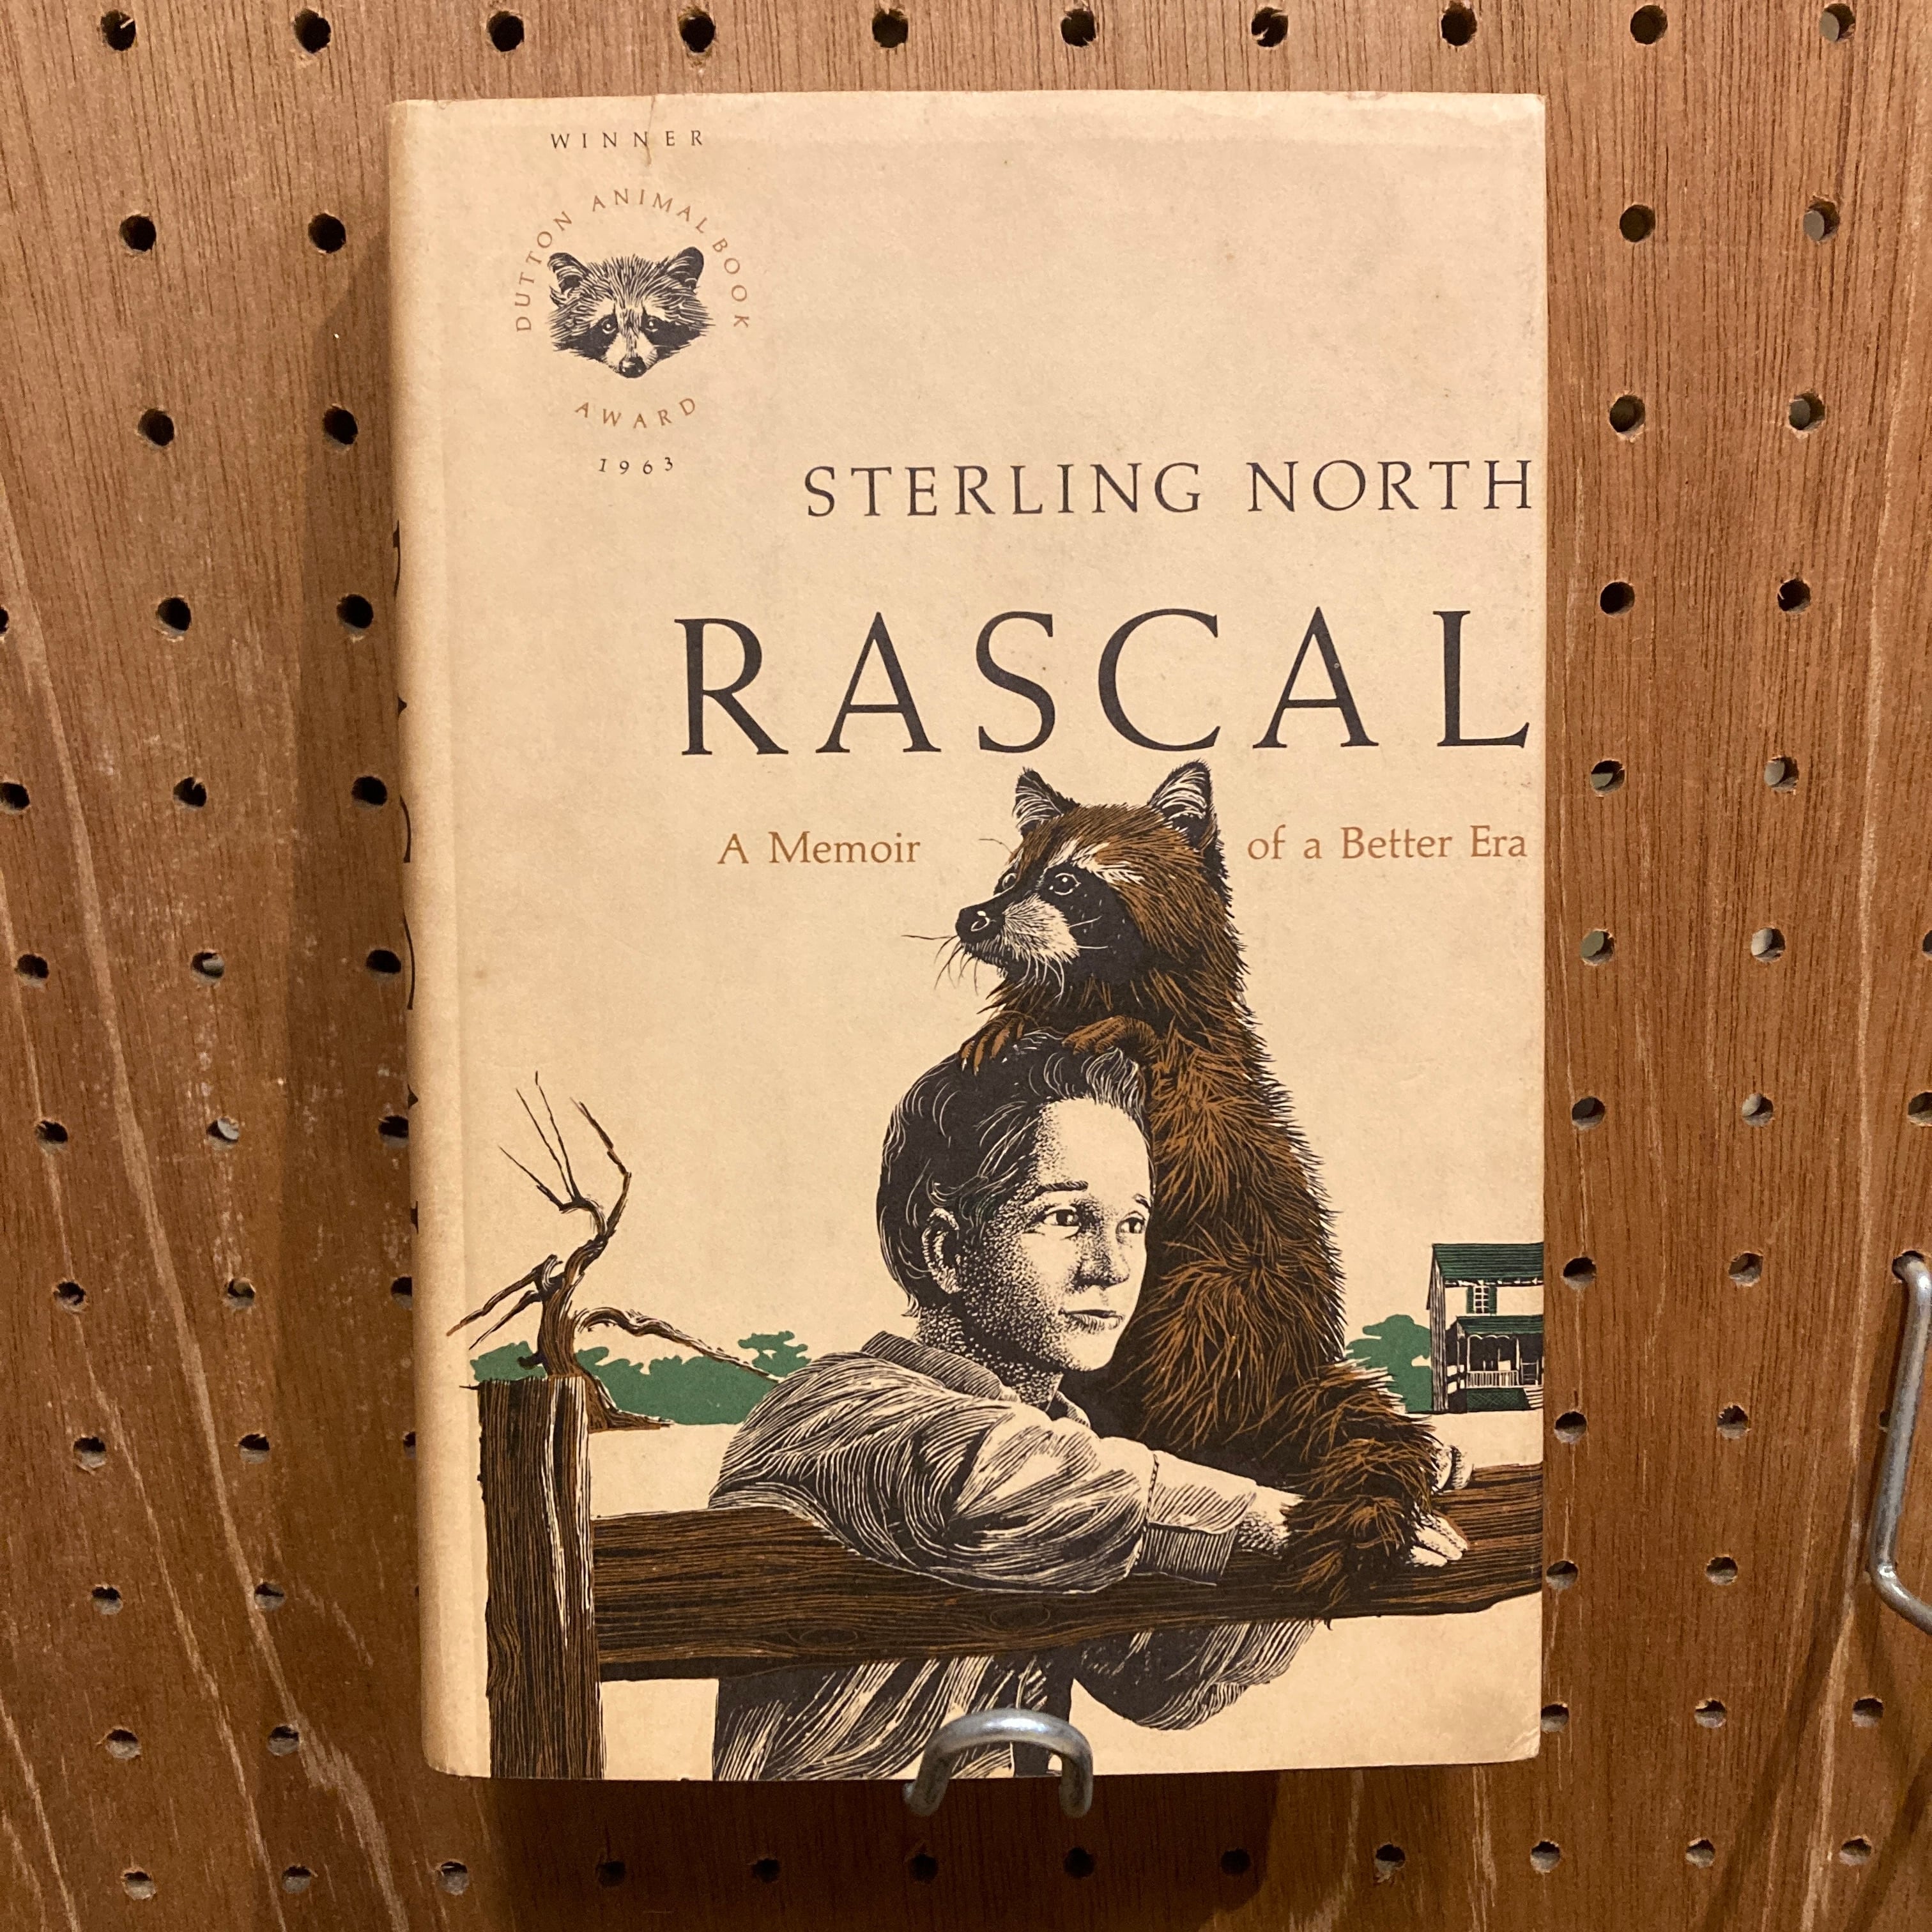 WINNER
DUTTON ANIMAL BOOK
AWARD
1963
STERLING NORTH
RASCAL
A Memoir of a Better Era